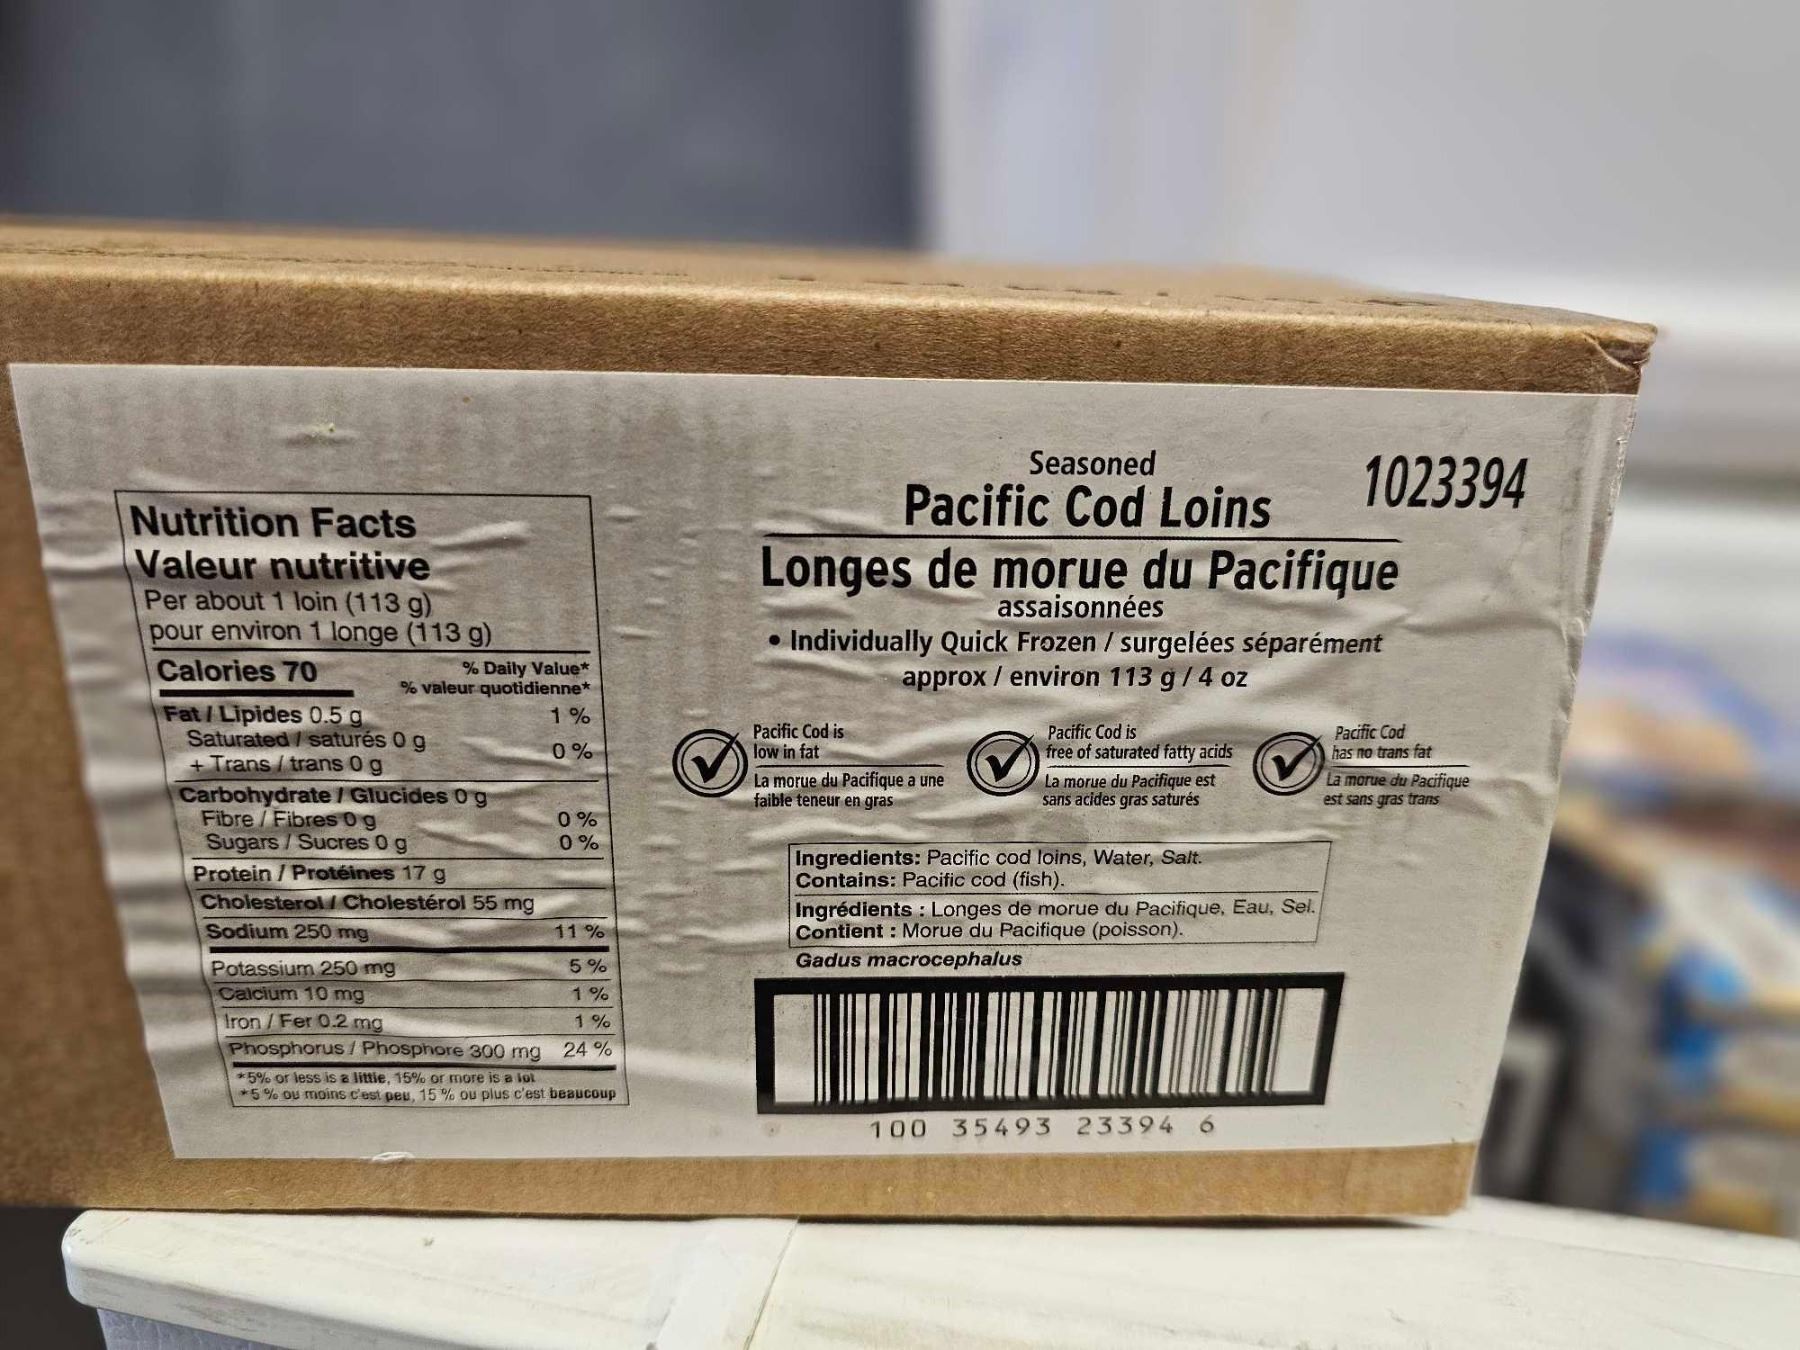 Nutrition Facts
Valeur nutritive
Per about 1 loin (113 g)
pour environ 1 longe (113 g)
Calories 70
% Daily Value*
% valeur quotidienne*
Fat / Lipides 0.5 g 1 %
Saturated / saturés 0 g
+ Trans / trans 0 g 0 %
Carbohydrate / Glucides 0 g
Fibre / Fibres 0 g 0 %
Sugars / Sucres 0 g 0 %
Protein / Protéines 17 g
Cholesterol / Cholestérol 55 mg
Sodium 250 mg 11 %
Potassium 250 mg 5 %
Calcium 10 mg 1 %
Iron / Fer 0.2 mg 1 %
Phosphorus / Phosphore 300 mg 24 %
*5% or less is a little, 15% or more is a lot
*5 % ou moins c'est peu, 15 % ou plus c'est beaucoup
Seasoned
Pacific Cod Loins
1023394
Longes de morue du Pacifique
assaisonnées
• Individually Quick Frozen / surgelées séparément
approx / environ 113 g / 4 oz
Pacific Cod is
low in fat
La morue du Pacifique a une
faible teneur en gras
Pacific Cod is
free of saturated fatty acids
La morue du Pacifique est
sans acides gras saturés
Pacific Cod
has no trans fat
La morue du Pacifique
est sans gras trans
Ingredients: Pacific cod loins, Water, Salt.
Contains: Pacific cod (fish).
Ingrédients : Longes de morue du Pacifique, Eau, Sel.
Contient : Morue du Pacifique (poisson).
Gadus macrocephalus
100 35493 23394 6